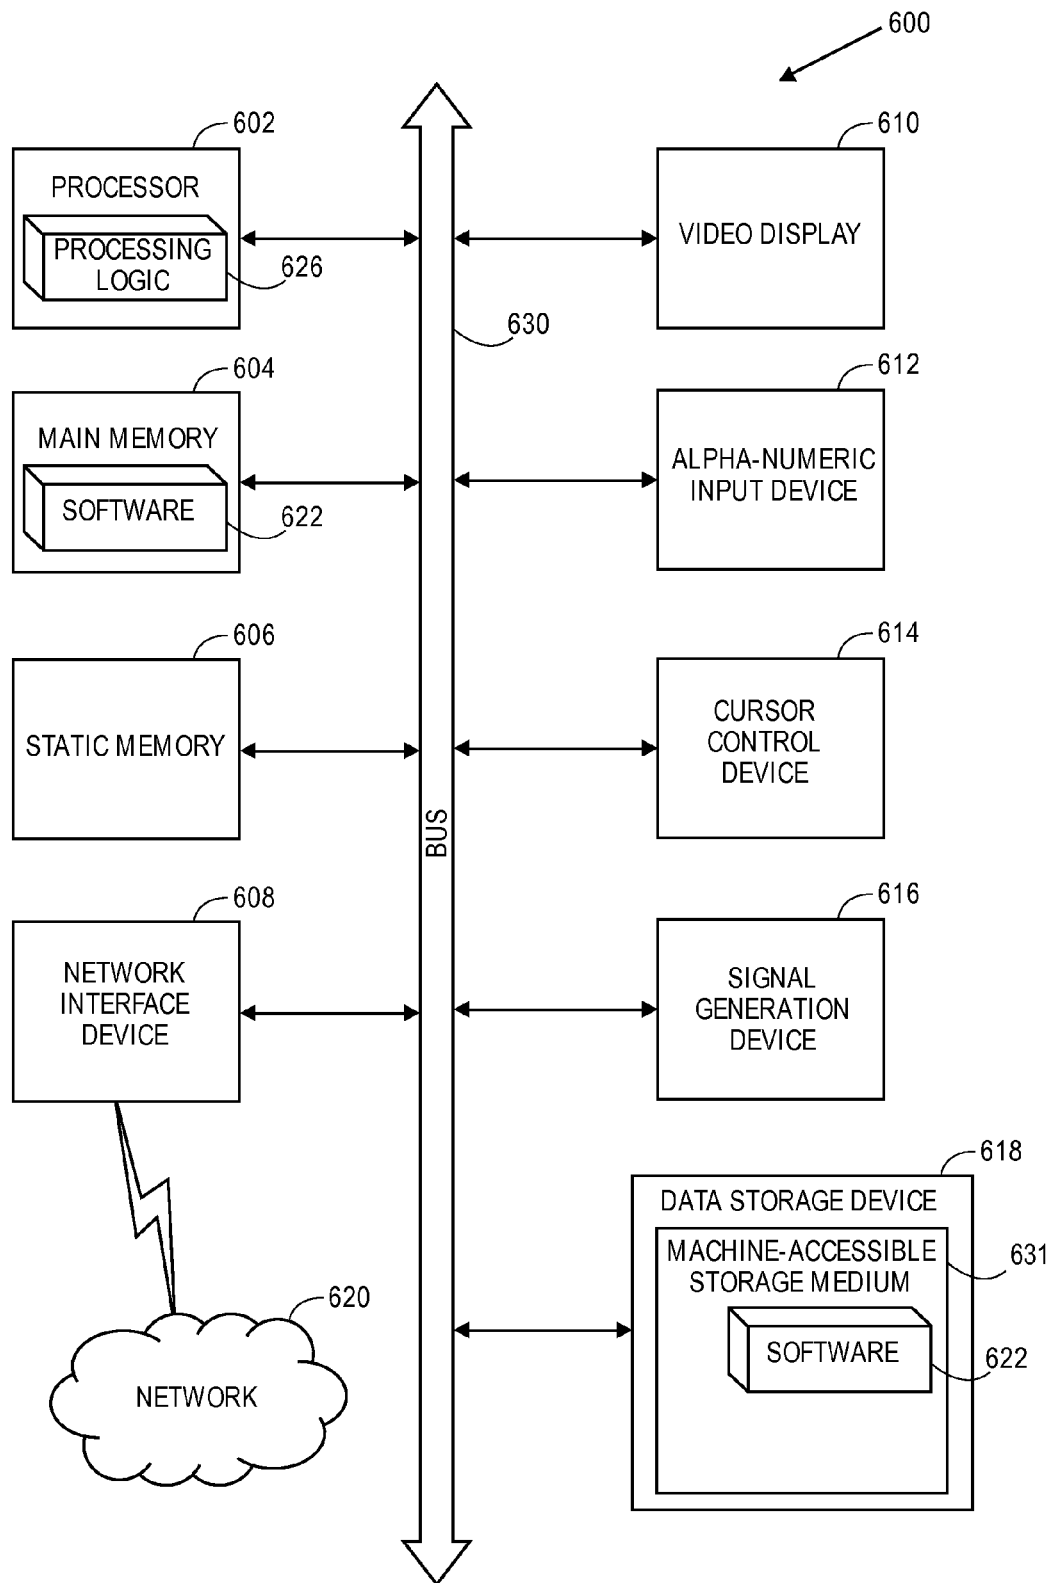 600
602
PROCESSOR
PROCESSING
LOGIC
626
610
VIDEO DISPLAY
630
604
MAIN MEMORY
SOFTWARE
622
612
ALPHA-NUMERIC
INPUT DEVICE
606
STATIC MEMORY
614
CURSOR
CONTROL
DEVICE
BUS
608
NETWORK
INTERFACE
DEVICE
616
SIGNAL
GENERATION
DEVICE
620
NETWORK
618
DATA STORAGE DEVICE
MACHINE-ACCESSIBLE
STORAGE MEDIUM
631
SOFTWARE
622